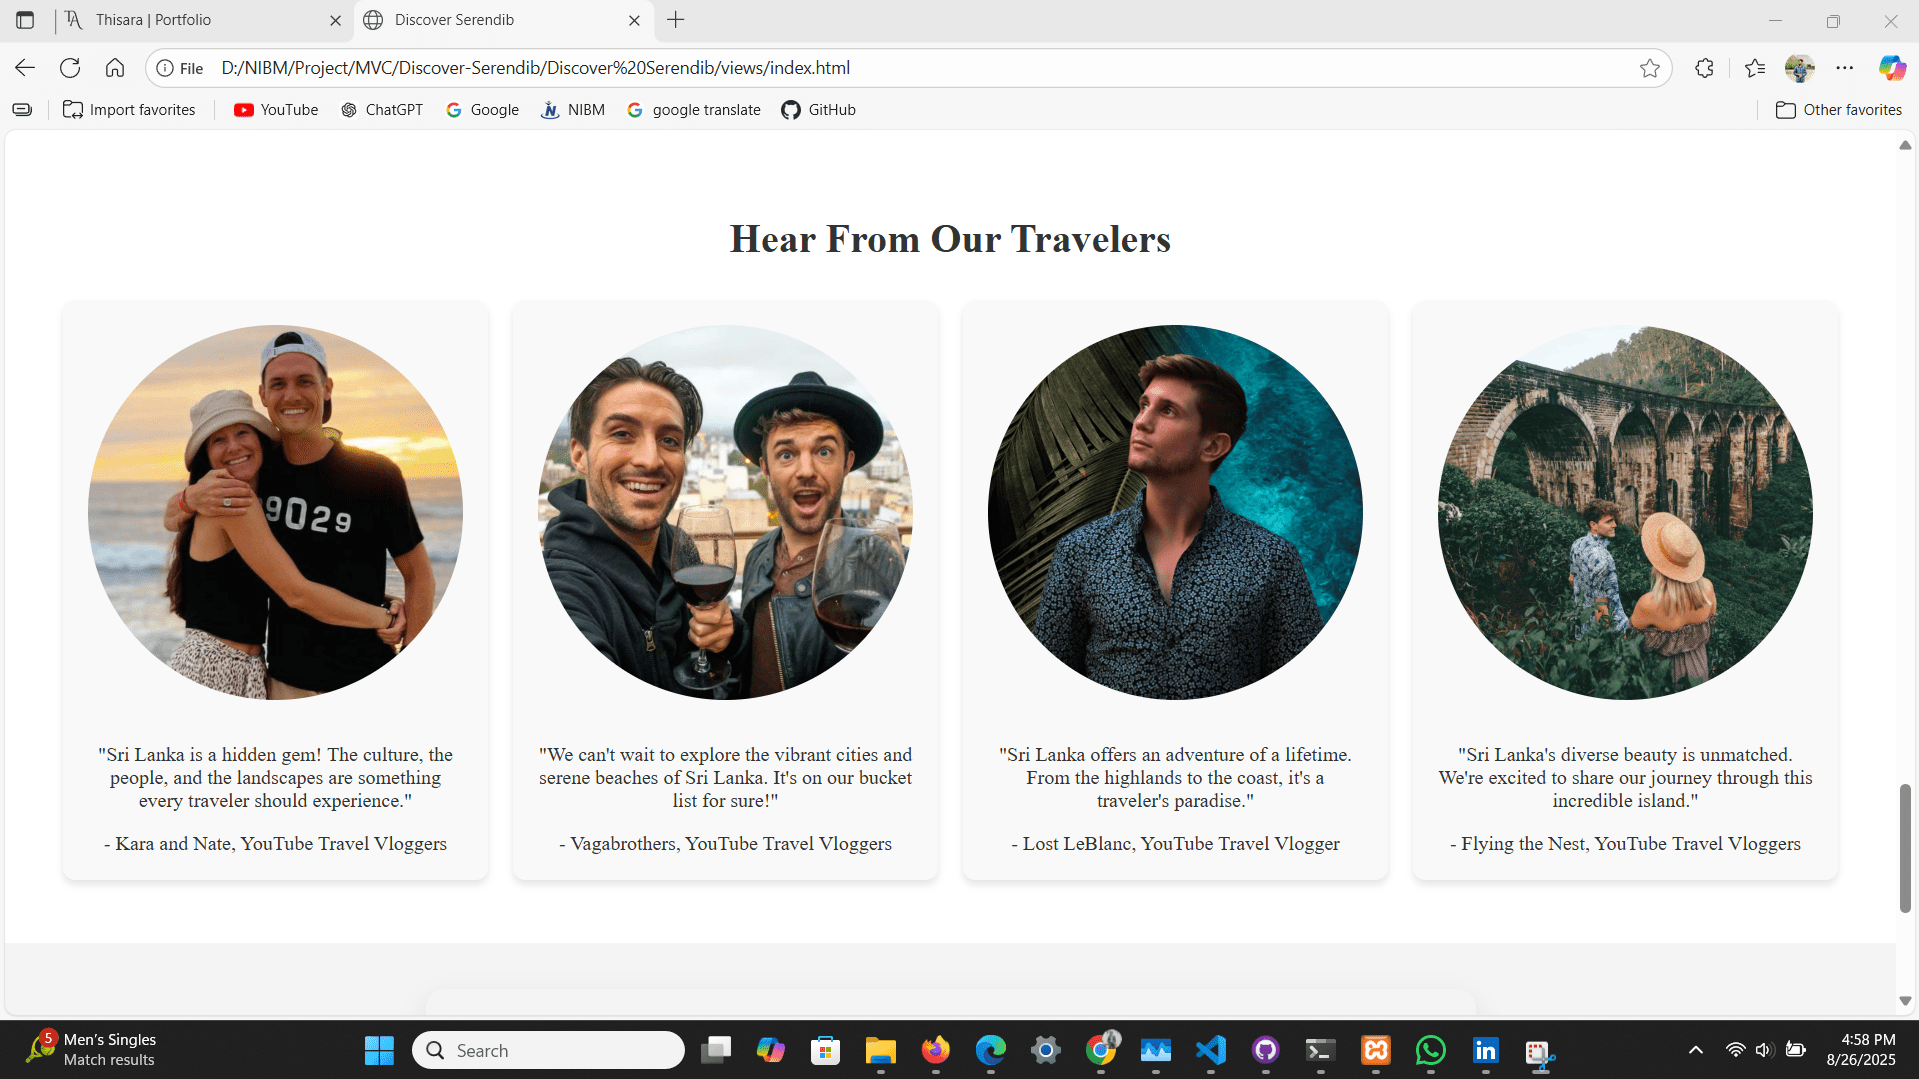 Thisara | Portfolio
Discover Serendib
File D:/NIBM/Project/MVC/Discover-Serendib/Discover%20Serendib/views/index.html
Import favorites YouTube ChatGPT Google NIBM google translate GitHub Other favorites
Hear From Our Travelers
9029
"Sri Lanka is a hidden gem! The culture, the
people, and the landscapes are something
every traveler should experience."
- Kara and Nate, YouTube Travel Vloggers
"We can't wait to explore the vibrant cities and
serene beaches of Sri Lanka. It's on our bucket
list for sure!"
- Vagabrothers, YouTube Travel Vloggers
"Sri Lanka offers an adventure of a lifetime.
From the highlands to the coast, it's a
traveler's paradise."
- Lost LeBlanc, YouTube Travel Vlogger
"Sri Lanka's diverse beauty is unmatched.
We're excited to share our journey through this
incredible island."
- Flying the Nest, YouTube Travel Vloggers
5
Men's Singles
Match results
Search
4:58 PM
8/26/2025